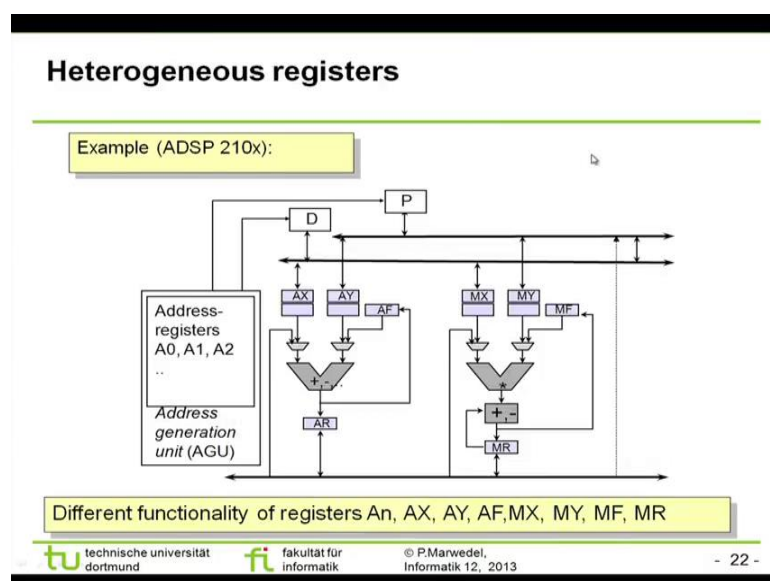 Heterogeneous registers
Example (ADSP 210x):
P
D
AX
AY
AF
MX
MY
MF
Address-
registers
A0, A1, A2
..
Address
generation
unit (AGU)
+,-,..
*
+,-
AR
MR
Different functionality of registers An, AX, AY, AF,MX, MY, MF, MR
tu technische universität
dortmund
fi fakultät für
informatik
© P.Marwedel,
Informatik 12, 2013
- 22 -